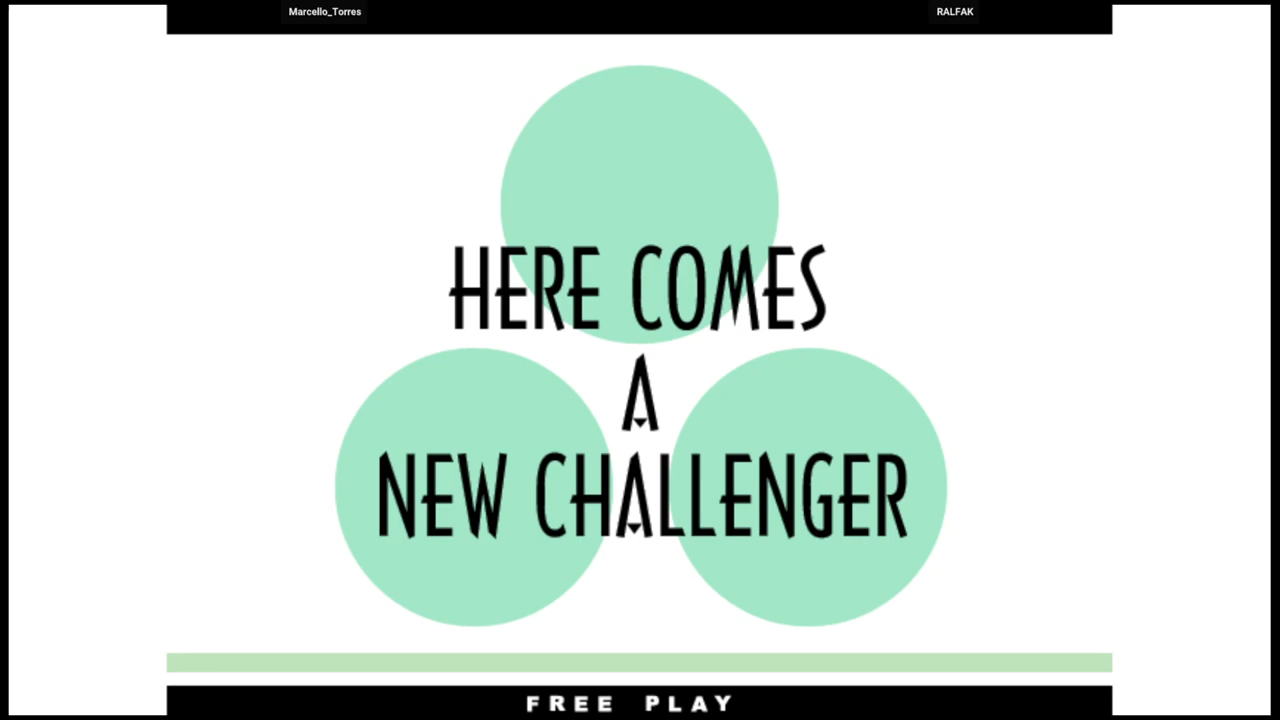 Marcello_Torres
RALFAK
HERE COMES
A
NEW CHALLENGER
FREE PLAY